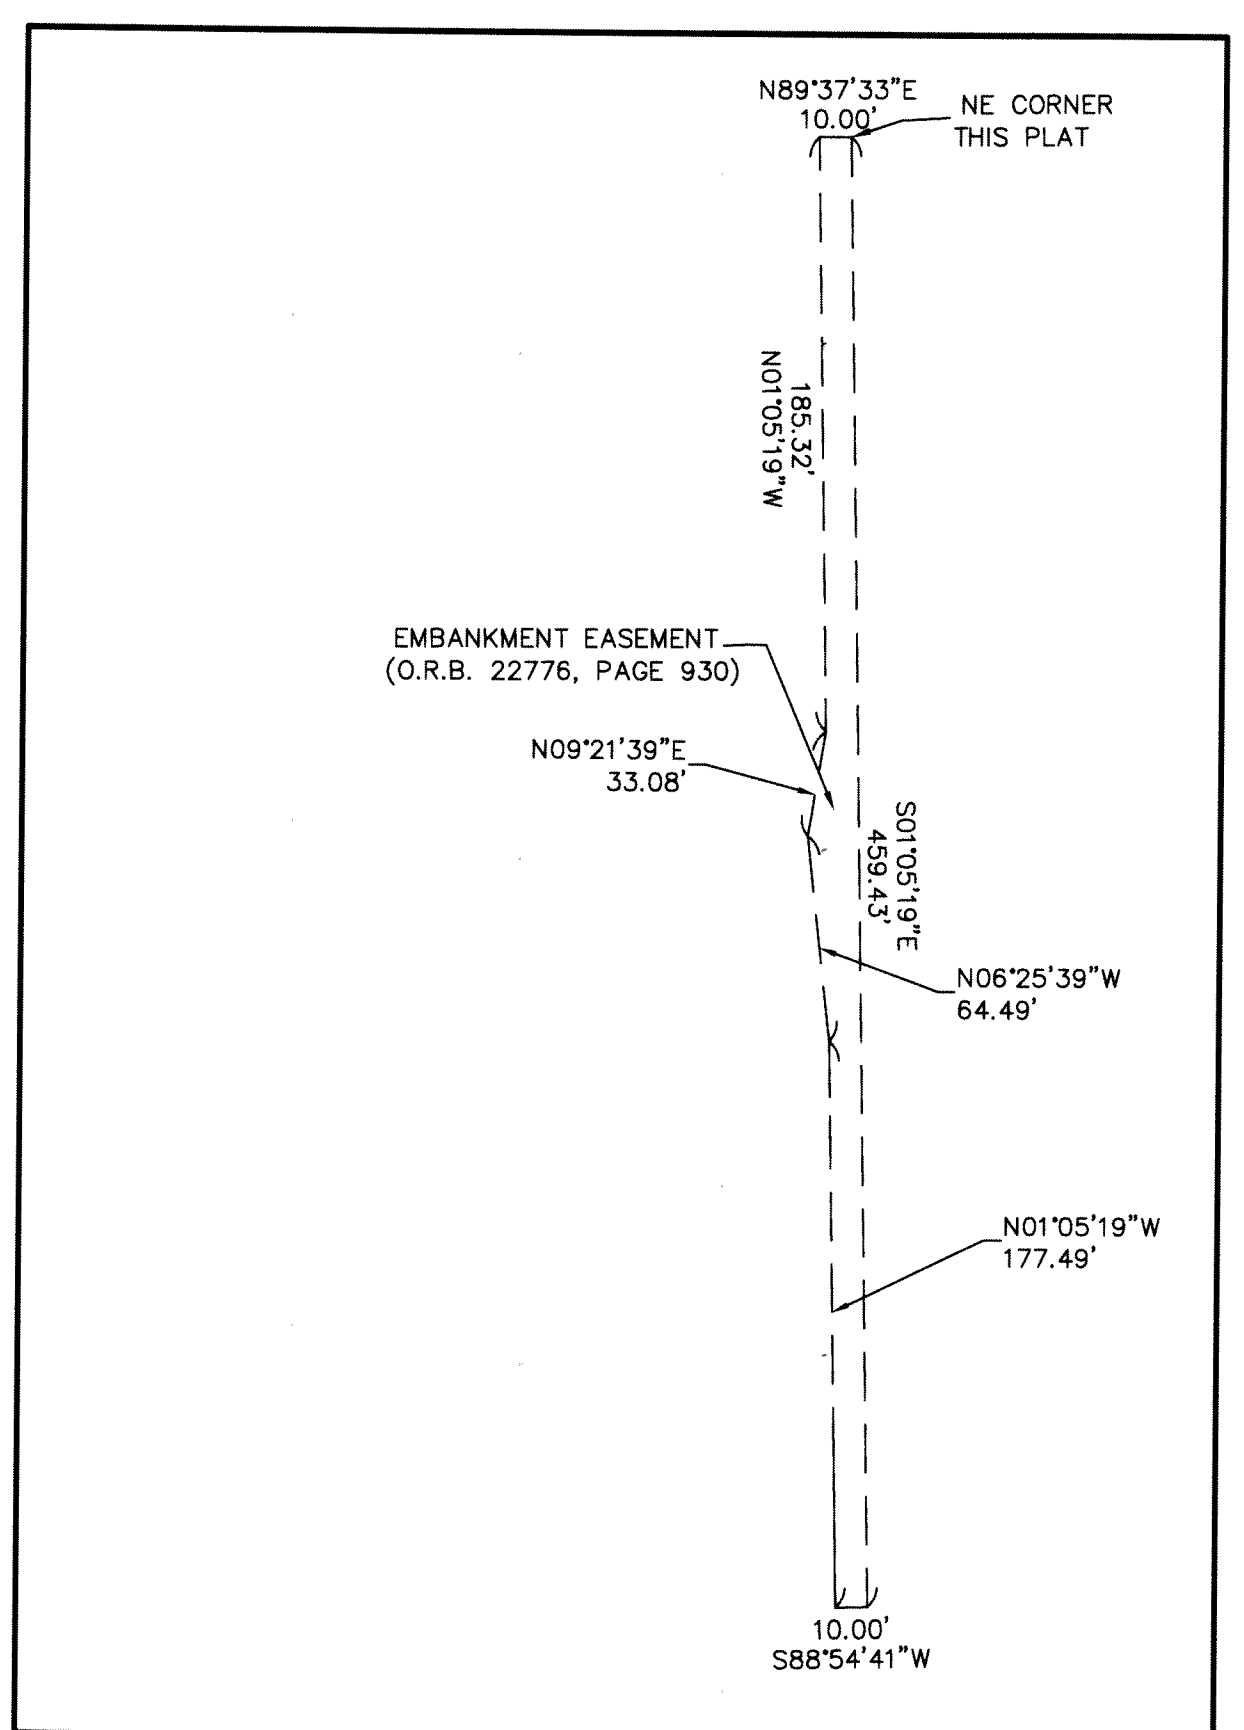 N89°37'33"E
10.00'
NE CORNER
THIS PLAT
185.32'
N01°05'19"W
EMBANKMENT EASEMENT
(O.R.B. 22776, PAGE 930)
N09°21'39"E
33.08'
S01°05'19"E
459.43'
N06°25'39"W
64.49'
N01°05'19"W
177.49'
10.00'
S88°54'41"W